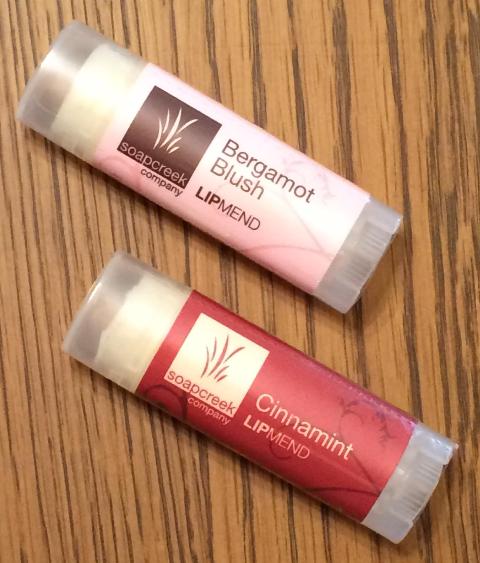 soapcreek
company
Bergamot
Blush
LIPMEND
soapcreek
company
Cinnamint
LIPMEND